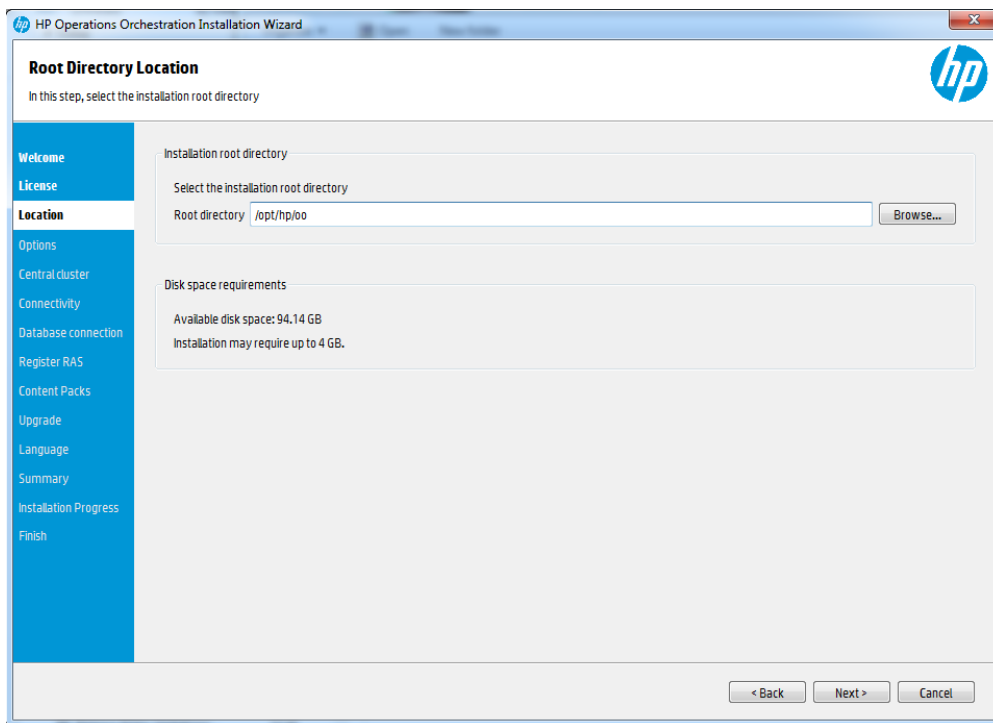 HP Operations Orchestration Installation Wizard
Open New folder
Root Directory Location
In this step, select the installation root directory
hp
Welcome
License
Location
Options
Central cluster
Connectivity
Database connection
Register RAS
Content Packs
Upgrade
Language
Summary
Installation Progress
Finish
Installation root directory
Select the installation root directory
Root directory /opt/hp/oo Browse...
Disk space requirements
Available disk space: 94.14 GB
Installation may require up to 4 GB.
< Back Next > Cancel